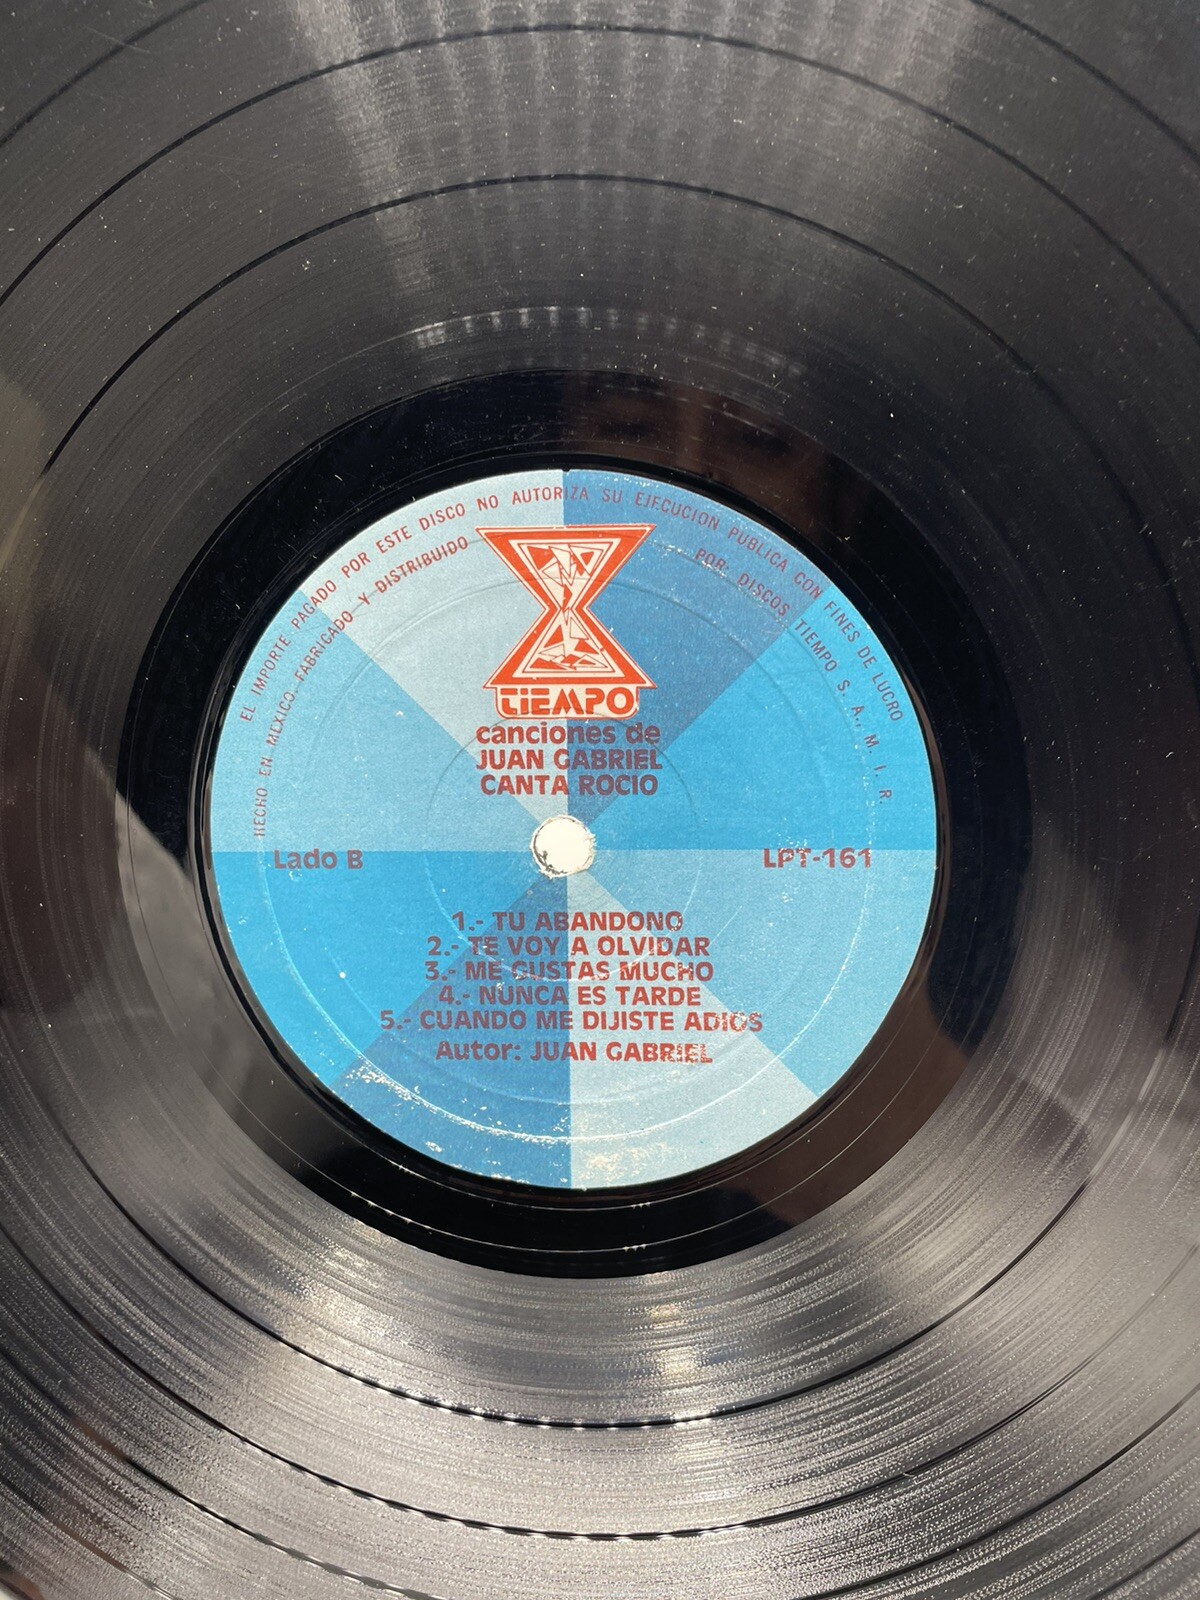 EL IMPORTE PAGADO POR ESTE DISCO NO AUTORIZA SU EJECUCION PUBLICA CON FINES DE LUCRO
HECHO EN MEXICO. FABRICADO Y DISTRIBUIDO POR: DISCOS TIEMPO S. A., M. I. R.
TIEMPO
canciones de
JUAN GABRIEL
CANTA ROCIO
Lado B
LPT-161
1.- TU ABANDONO
2.- TE VOY A OLVIDAR
3.- ME GUSTAS MUCHO
4.- NUNCA ES TARDE
5.- CUANDO ME DIJISTE ADIOS
Autor: JUAN GABRIEL